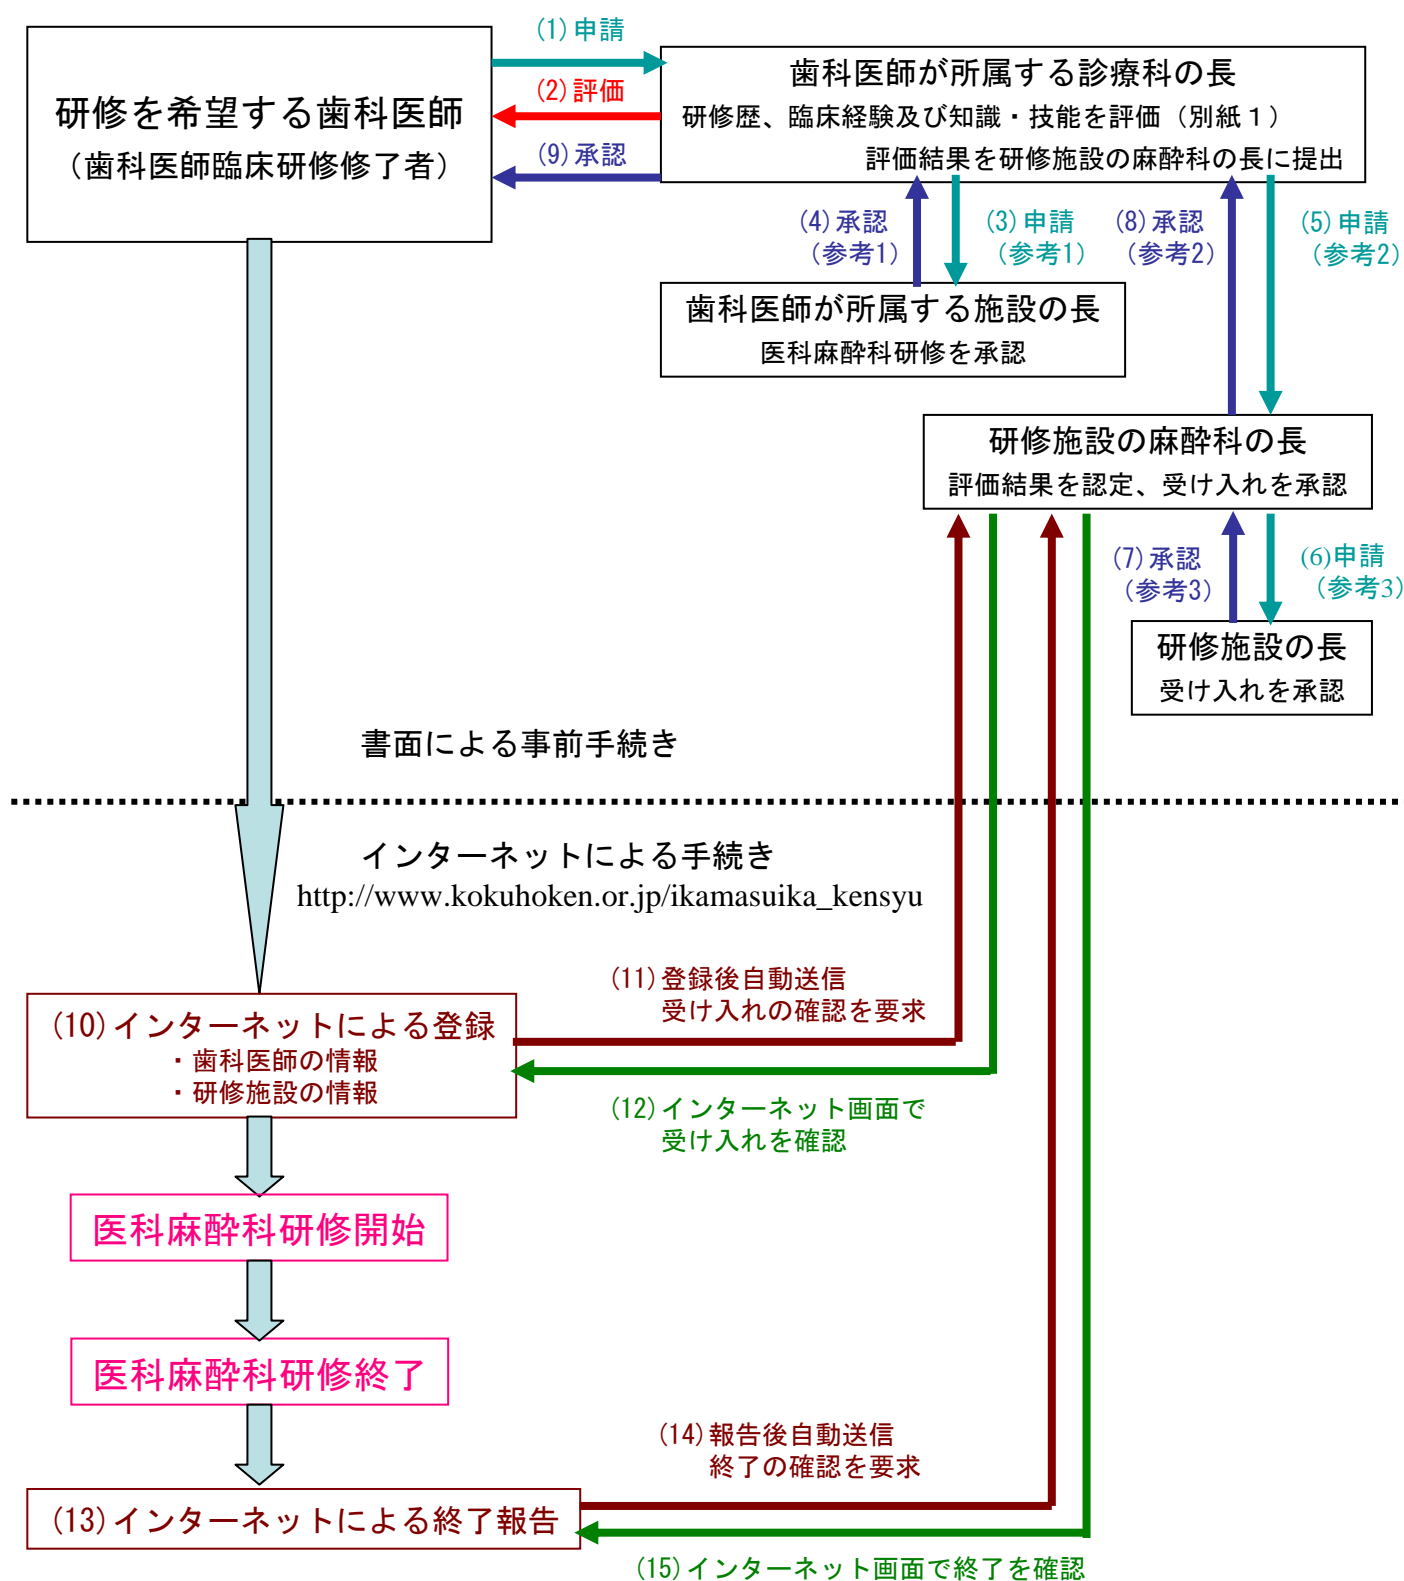 (1)申請
研修を希望する歯科医師
（歯科医師臨床研修修了者）
(2)評価
(9)承認
歯科医師が所属する診療科の長
研修歴、臨床経験及び知識・技能を評価（別紙１）
評価結果を研修施設の麻酔科の長に提出
(4)承認
（参考1）
(3)申請
（参考1）
(8)承認
（参考2）
(5)申請
（参考2）
歯科医師が所属する施設の長
医科麻酔科研修を承認
研修施設の麻酔科の長
評価結果を認定、受け入れを承認
(7)承認
（参考3）
(6)申請
（参考3）
研修施設の長
受け入れを承認
書面による事前手続き
インターネットによる手続き
http://www.kokuhoken.or.jp/ikamasuika_kensyu
(11)登録後自動送信
受け入れの確認を要求
(10)インターネットによる登録
・歯科医師の情報
・研修施設の情報
(12)インターネット画面で
受け入れを確認
医科麻酔科研修開始
医科麻酔科研修終了
(14)報告後自動送信
終了の確認を要求
(13)インターネットによる終了報告
(15)インターネット画面で終了を確認